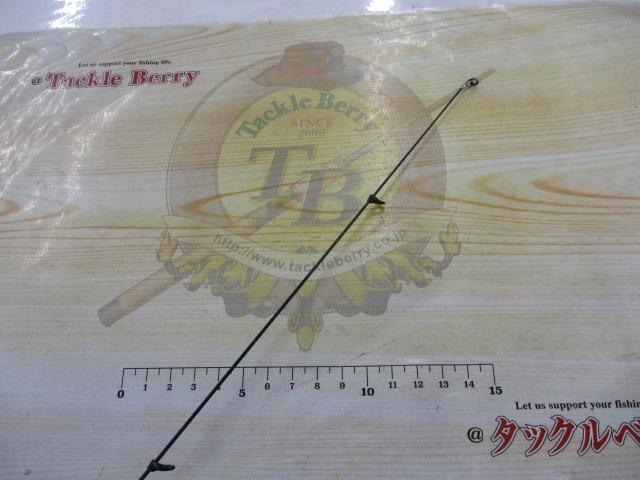 Let us support your fishing life.
@ Tackle Berry
Tackle Berry
SINCE
2000
T&B
http://www.tackleberry.co.jp
0 1 2 3 4 5 6 7 8 9 10 11 12 13 14 15
Let us support your fishing
@ タックルベ